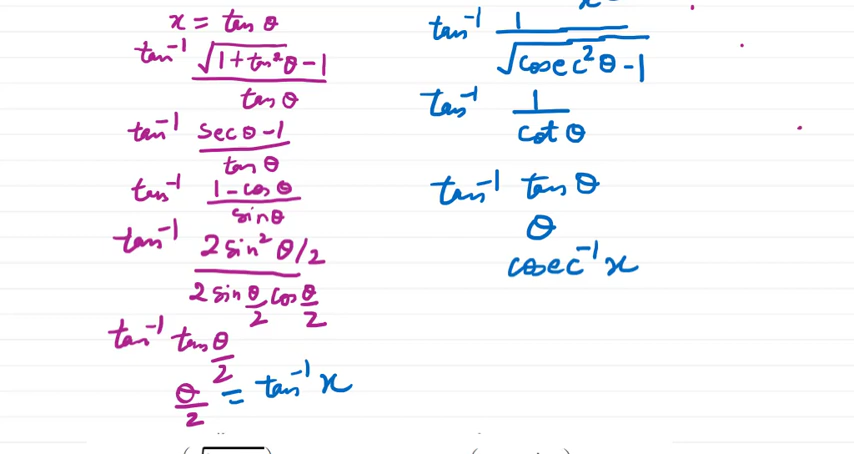 x = tan θ
tan⁻¹ (√(1+tan²θ) - 1) / tan θ
tan⁻¹ (sec θ - 1) / tan θ
tan⁻¹ (1 - cos θ) / sin θ
tan⁻¹ (2 sin² θ/2) / (2 sin θ/2 cos θ/2)
tan⁻¹ tan θ/2
θ/2 = tan⁻¹ x
tan⁻¹ 1 / √(cosec² θ - 1)
tan⁻¹ 1 / cot θ
tan⁻¹ tan θ
θ
cosec⁻¹ x